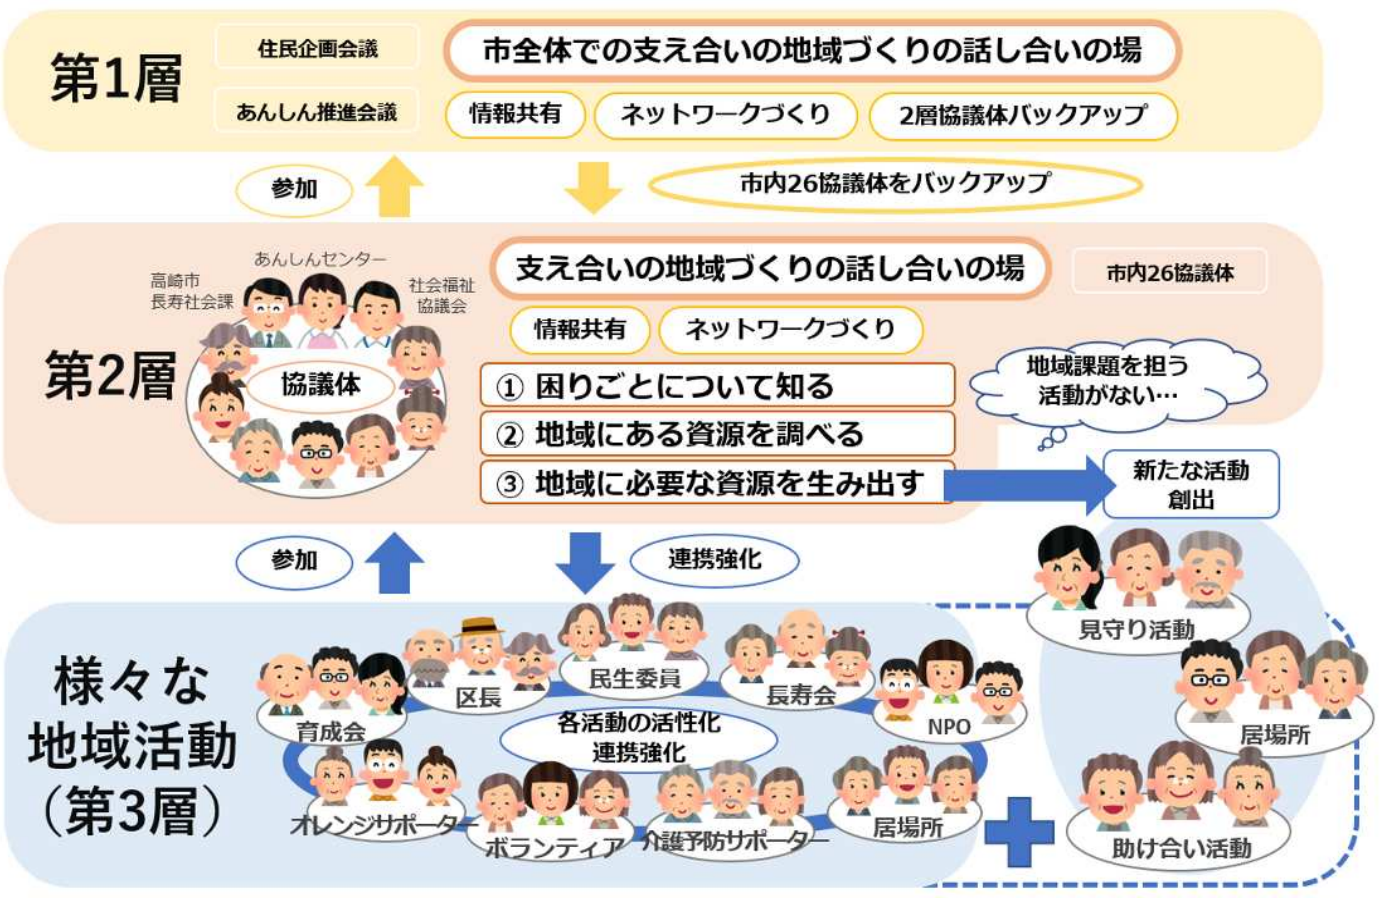 第1層
住民企画会議
市全体での支え合いの地域づくりの話し合いの場
あんしん推進会議
情報共有
ネットワークづくり
2層協議体バックアップ
参加
市内26協議体をバックアップ
第2層
高崎市
長寿社会課
あんしんセンター
社会福祉
協議会
協議体
支え合いの地域づくりの話し合いの場
市内26協議体
情報共有
ネットワークづくり
① 困りごとについて知る
② 地域にある資源を調べる
③ 地域に必要な資源を生み出す
地域課題を担う
活動がない…
新たな活動
創出
参加
連携強化
様々な
地域活動
(第3層)
育成会
区長
民生委員
長寿会
NPO
各活動の活性化
連携強化
オレンジサポーター
ボランティア
介護予防サポーター
居場所
見守り活動
居場所
助け合い活動